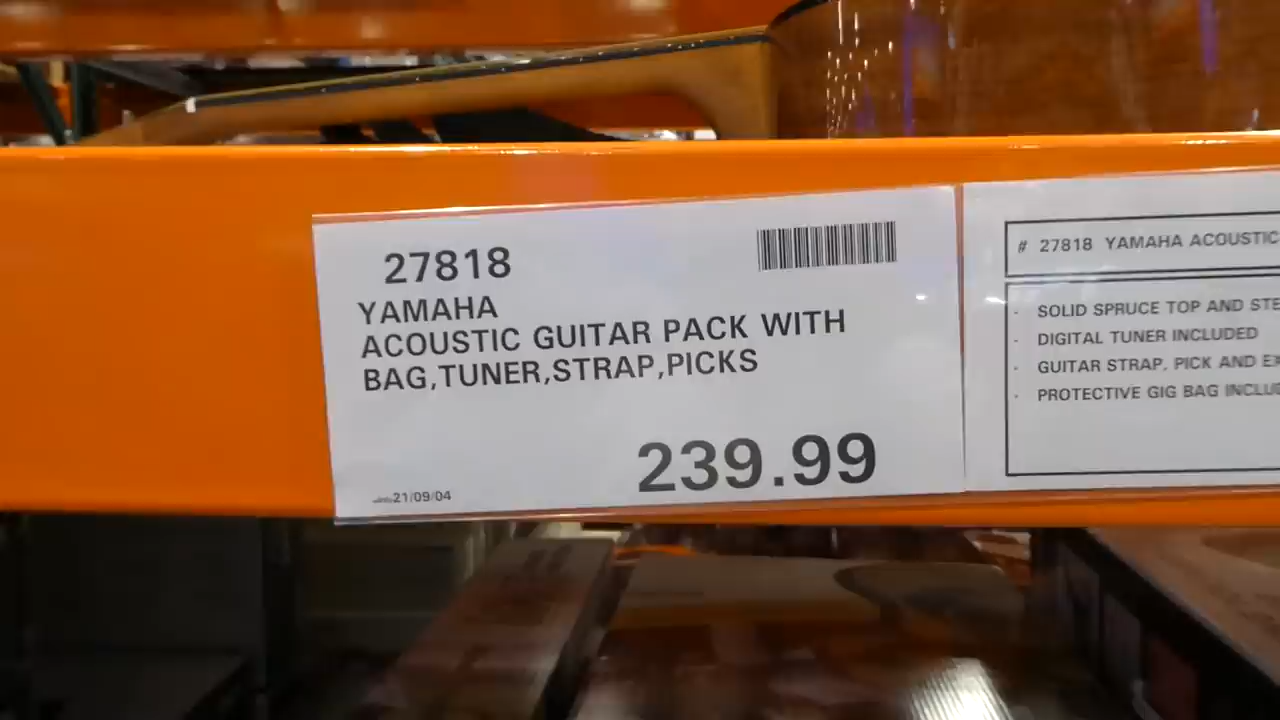 27818
YAMAHA
ACOUSTIC GUITAR PACK WITH
BAG,TUNER,STRAP,PICKS
239.99
21/09/04
# 27818 YAMAHA ACOUSTIC
· SOLID SPRUCE TOP AND
· DIGITAL TUNER INCLUDED
· GUITAR STRAP, PICK AND
· PROTECTIVE GIG BAG